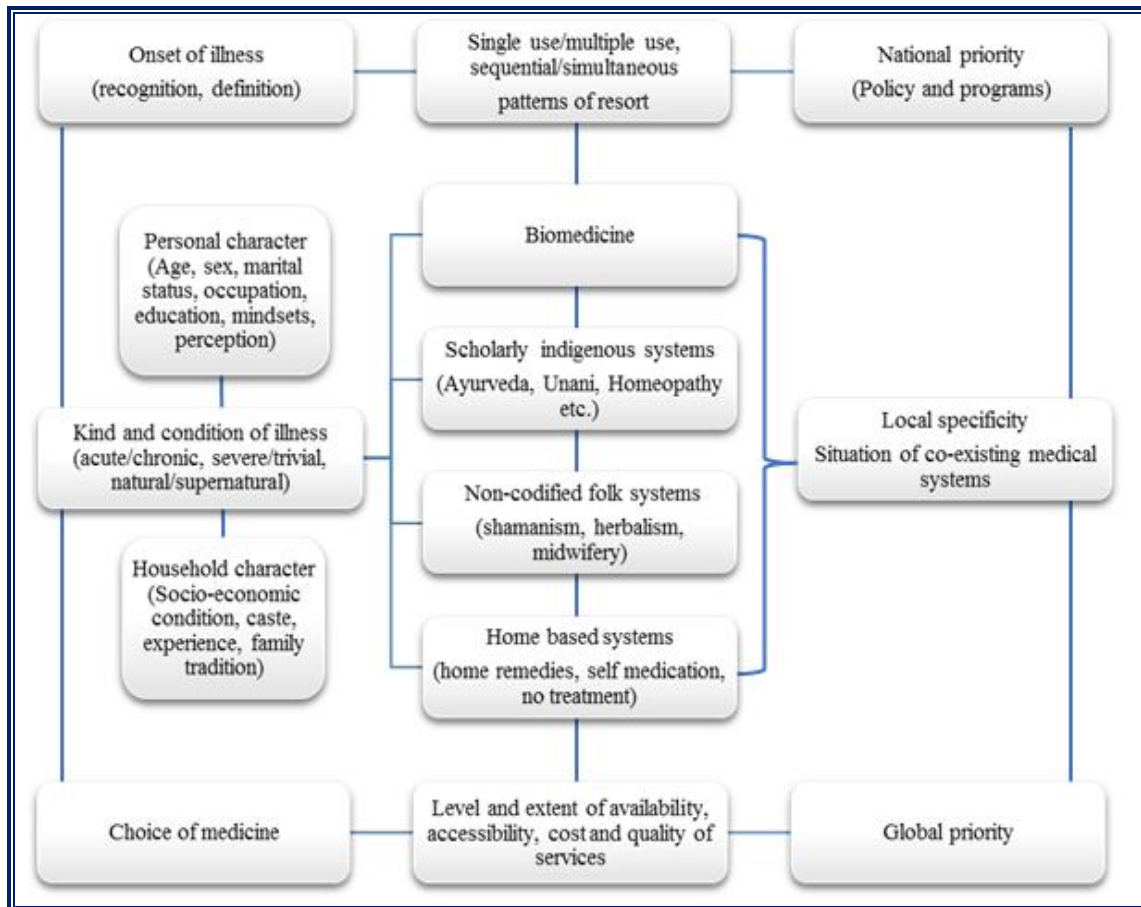 Onset of illness
(recognition, definition)
Single use/multiple use,
sequential/simultaneous
patterns of resort
National priority
(Policy and programs)
Personal character
(Age, sex, marital
status, occupation,
education, mindsets,
perception)
Biomedicine
Scholarly indigenous systems
(Ayurveda, Unani, Homeopathy
etc.)
Kind and condition of illness
(acute/chronic, severe/trivial,
natural/supernatural)
Local specificity
Situation of co-existing medical
systems
Non-codified folk systems
(shamanism, herbalism,
midwifery)
Household character
(Socio-economic
condition, caste,
experience, family
tradition)
Home based systems
(home remedies, self medication,
no treatment)
Choice of medicine
Level and extent of availability,
accessibility, cost and quality of
services
Global priority